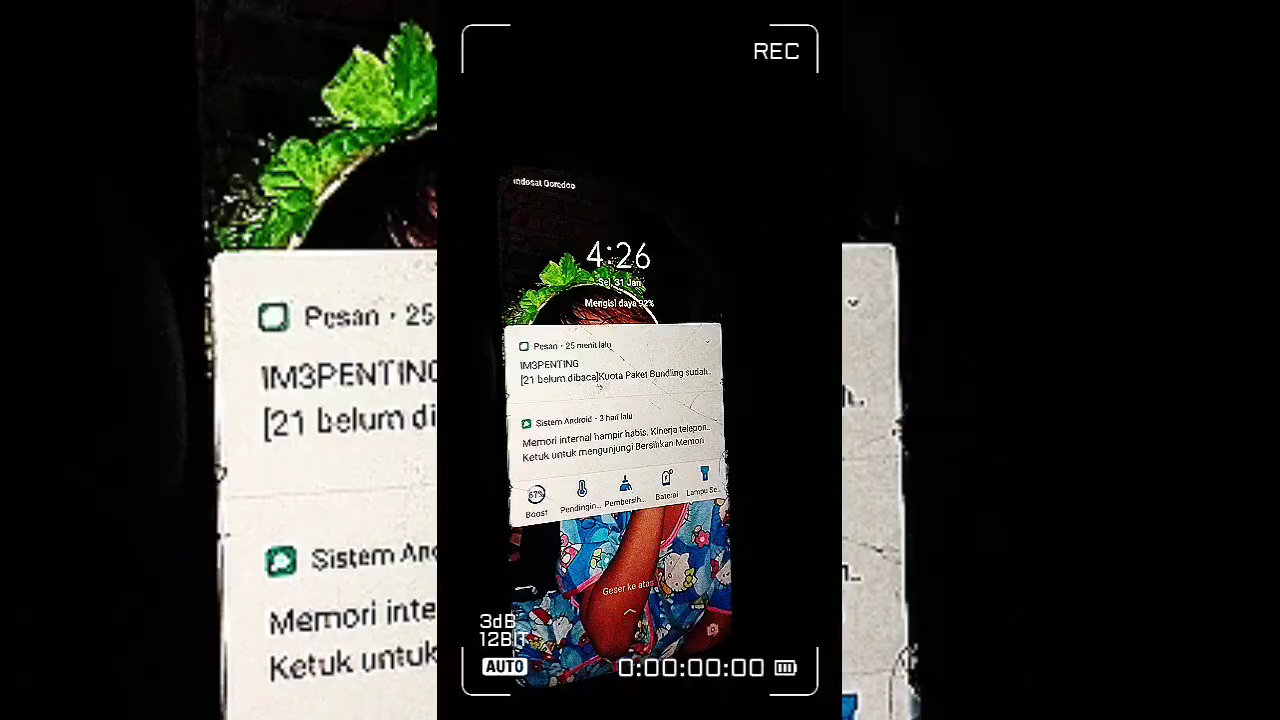 REC
Indosat Ooredoo
4:26
Sel, 31 Jan
Mengisi daya 92%
Pesan • 25 menit lalu
IM3PENTING
[21 belum dibaca]Kuota Paket Bundling sudah..
Sistem Android • 3 hari lalu
Memori internal hampir habis. Kinerja telepon..
Ketuk untuk mengunjungi Bersihkan Memori
67%
Boost
Pendingin...
Pembersih...
Baterai
Lampu Se..
Geser ke atas
3dB
12BIT
AUTO
0:00:00:00
Pesan • 25
IM3PENTING
[21 belum di
Sistem And
Memori inte
Ketuk untuk